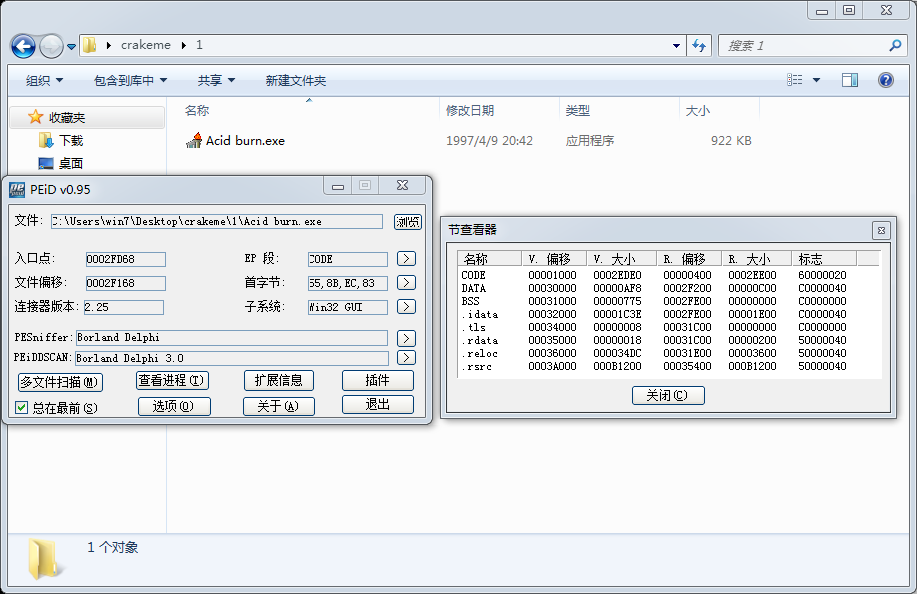 crakeme 1
搜索 1
组织 包含到库中 共享 新建文件夹
收藏夹
下载
桌面
名称 修改日期 类型 大小
Acid burn.exe 1997/4/9 20:42 应用程序 922 KB
PEiD v0.95
文件: C:\Users\win7\Desktop\crakeme\1\Acid burn.exe 浏览
入口点: 0002FD68 EP 段: CODE >
文件偏移: 0002F168 首字节: 55,8B,EC,83 >
连接器版本: 2.25 子系统: Win32 GUI >
PESniffer: Borland Delphi >
PEiDDSCAN: Borland Delphi 3.0 >
多文件扫描(M) 查看进程(T) 扩展信息 插件
总在最前(S) 选项(O) 关于(A) 退出
节查看器
名称 V. 偏移 V. 大小 R. 偏移 R. 大小 标志
CODE 00001000 0002EDE0 00000400 0002EE00 60000020
DATA 00030000 00000AF8 0002F200 00000C00 C0000040
BSS 00031000 00000775 0002FE00 00000000 C0000000
.idata 00032000 00001C3E 0002FE00 00001E00 C0000040
.tls 00034000 00000008 00031C00 00000000 C0000000
.rdata 00035000 00000018 00031C00 00000200 50000040
.reloc 00036000 000034DC 00031E00 00003600 50000040
.rsrc 0003A000 000B1200 00035400 000B1200 50000040
关闭(C)
1 个对象